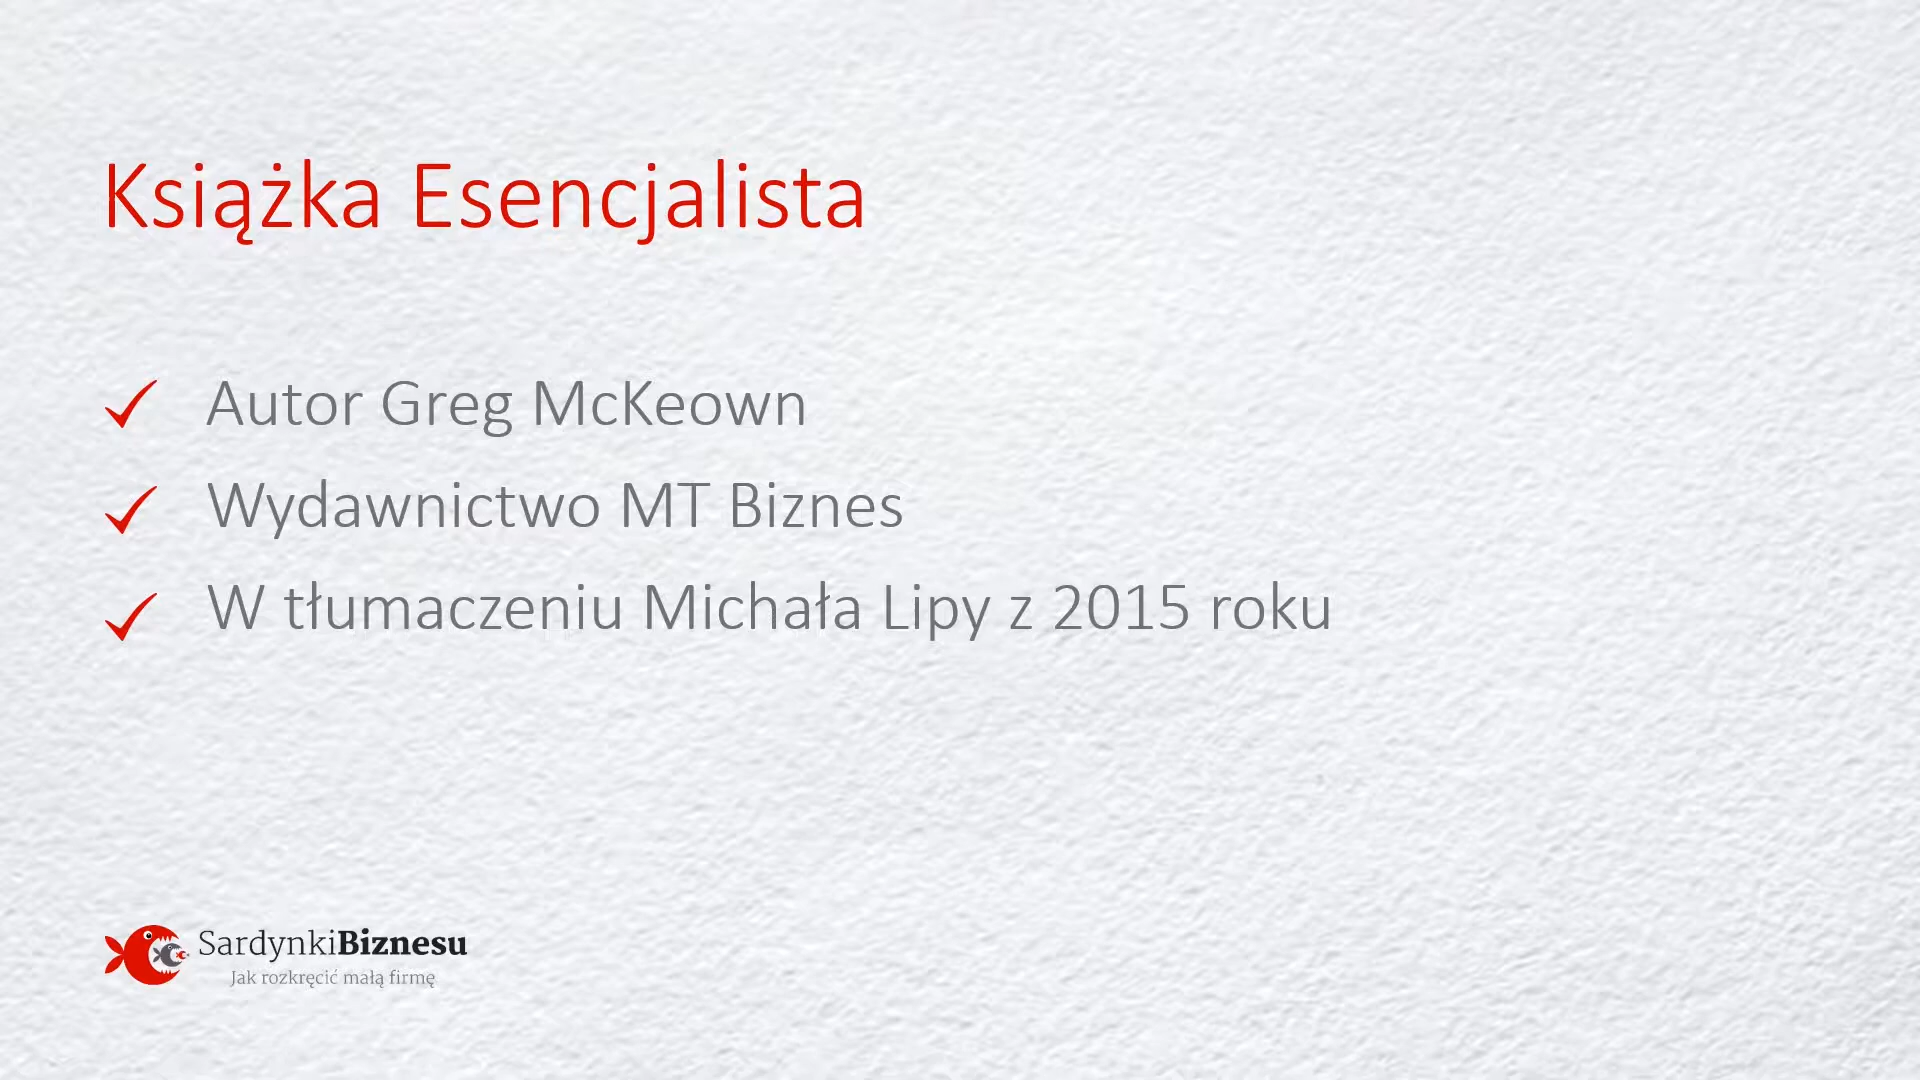 Książka Esencjalista
Autor Greg McKeown
Wydawnictwo MT Biznes
W tłumaczeniu Michała Lipy z 2015 roku
SardynkiBiznesu
Jak rozkręcić małą firmę